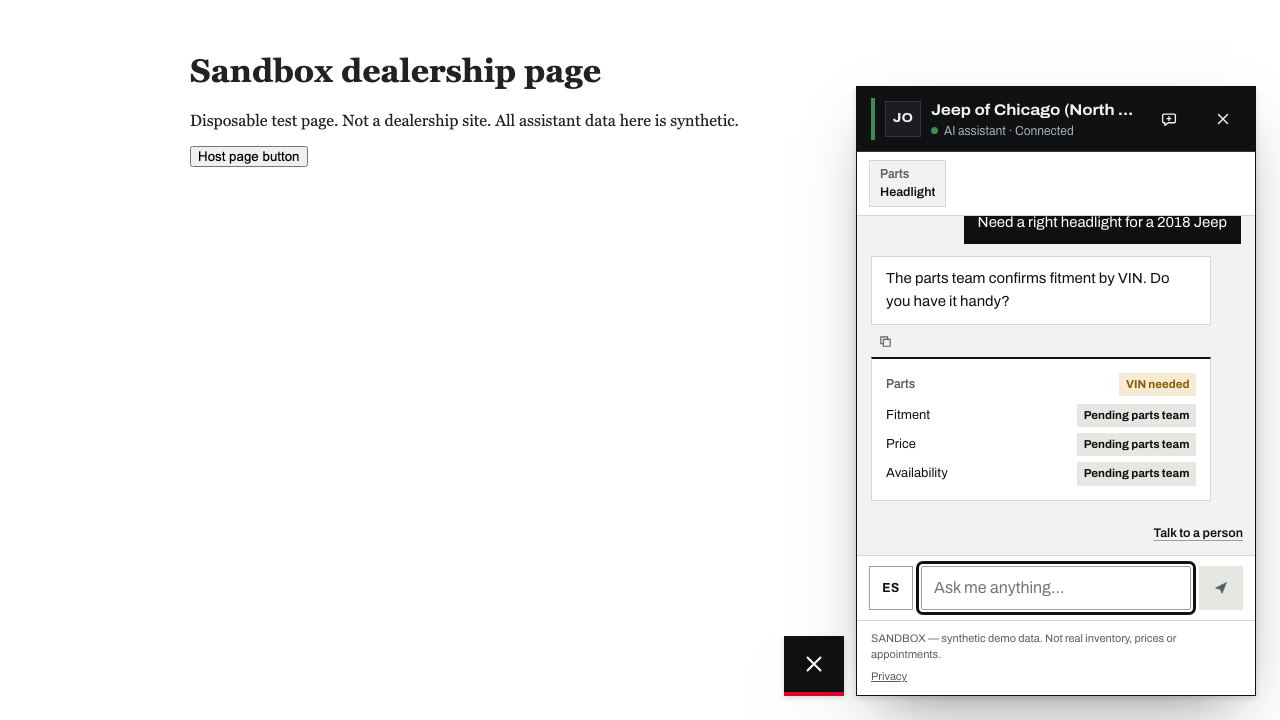 Sandbox dealership page
Disposable test page. Not a dealership site. All assistant data here is synthetic.
Host page button
JO
Jeep of Chicago (North ...
AI assistant · Connected
Parts
Headlight
Need a right headlight for a 2018 Jeep
The parts team confirms fitment by VIN. Do
you have it handy?
Parts
VIN needed
Fitment
Pending parts team
Price
Pending parts team
Availability
Pending parts team
Talk to a person
ES
Ask me anything...
SANDBOX — synthetic demo data. Not real inventory, prices or
appointments.
Privacy